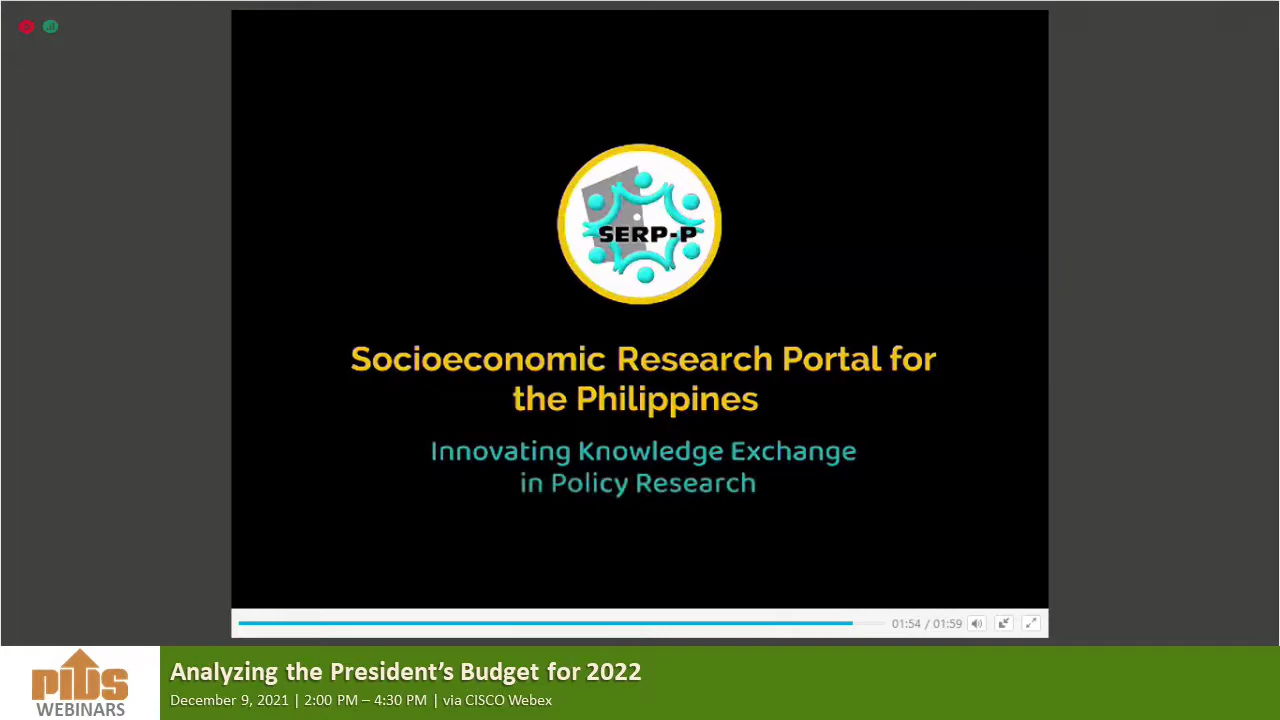 SERP-P
Socioeconomic Research Portal for
the Philippines
Innovating Knowledge Exchange
in Policy Research
01:54 / 01:59
pids
WEBINARS
Analyzing the President's Budget for 2022
December 9, 2021 | 2:00 PM – 4:30 PM | via CISCO Webex